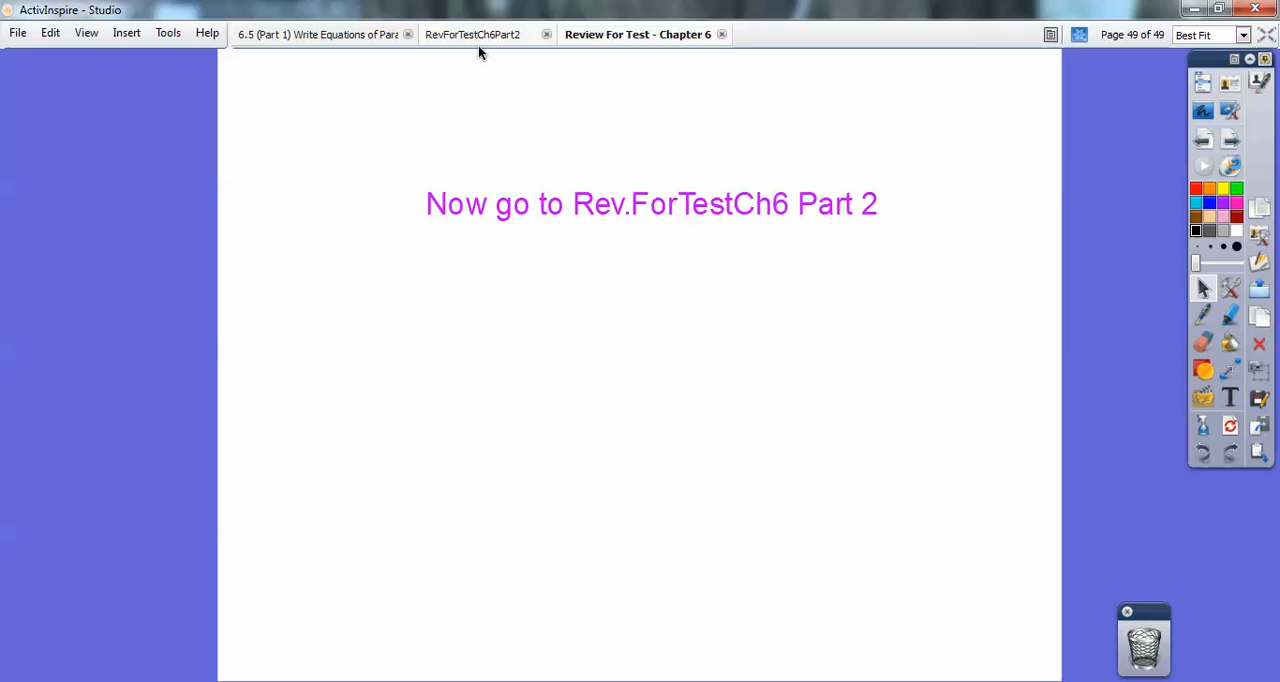 ActivInspire - Studio
File Edit View Insert Tools Help
6.5 (Part 1) Write Equations of Para
RevForTestCh6Part2
Review For Test - Chapter 6
Page 49 of 49
Best Fit
Now go to Rev.ForTestCh6 Part 2